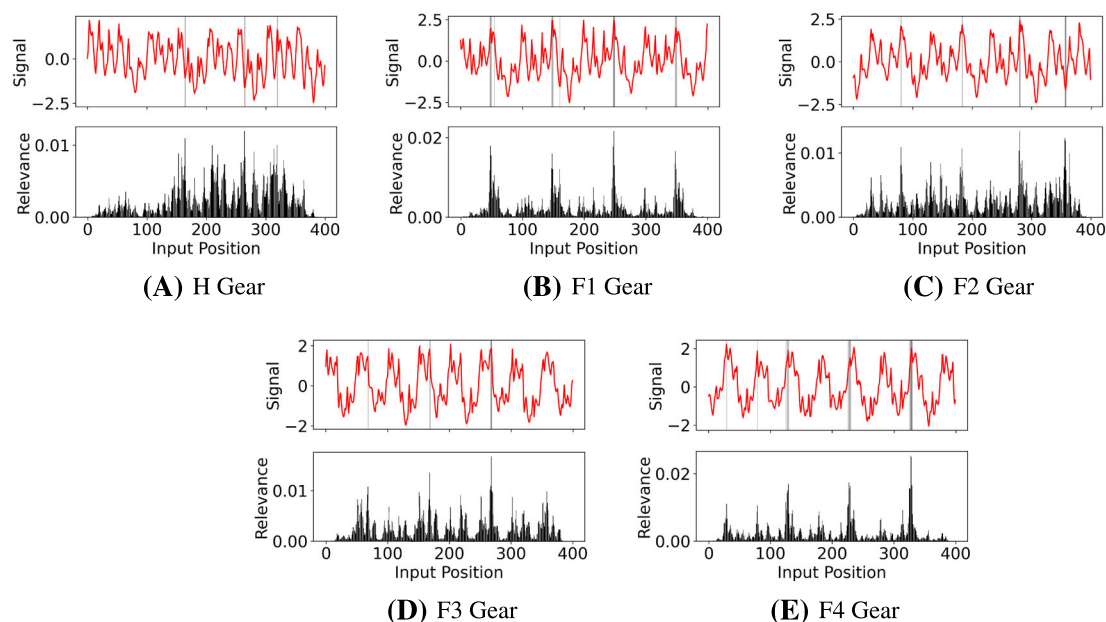 Signal
0.0
−2.5
Relevance
0.01
0.00
0 100 200 300 400
Input Position
(A) H Gear
Signal
2.5
0.0
−2.5
Relevance
0.02
0.00
0 100 200 300 400
Input Position
(B) F1 Gear
Signal
2.5
0.0
−2.5
Relevance
0.01
0.00
0 100 200 300 400
Input Position
(C) F2 Gear
Signal
2
0
−2
Relevance
0.01
0.00
0 100 200 300 400
Input Position
(D) F3 Gear
Signal
2
0
−2
Relevance
0.02
0.00
0 100 200 300 400
Input Position
(E) F4 Gear